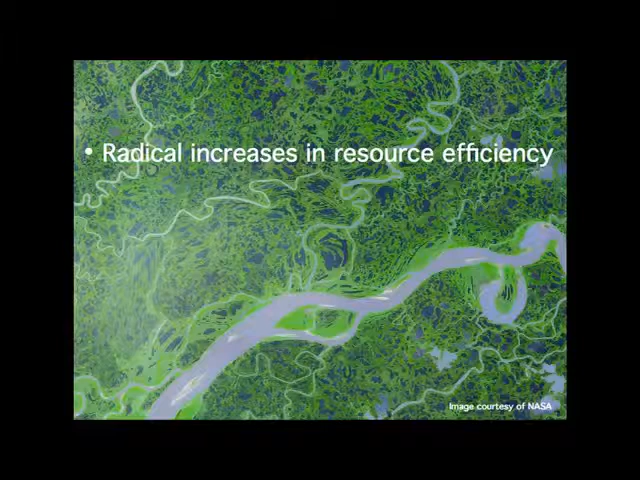 • Radical increases in resource efficiency
Image courtesy of NASA